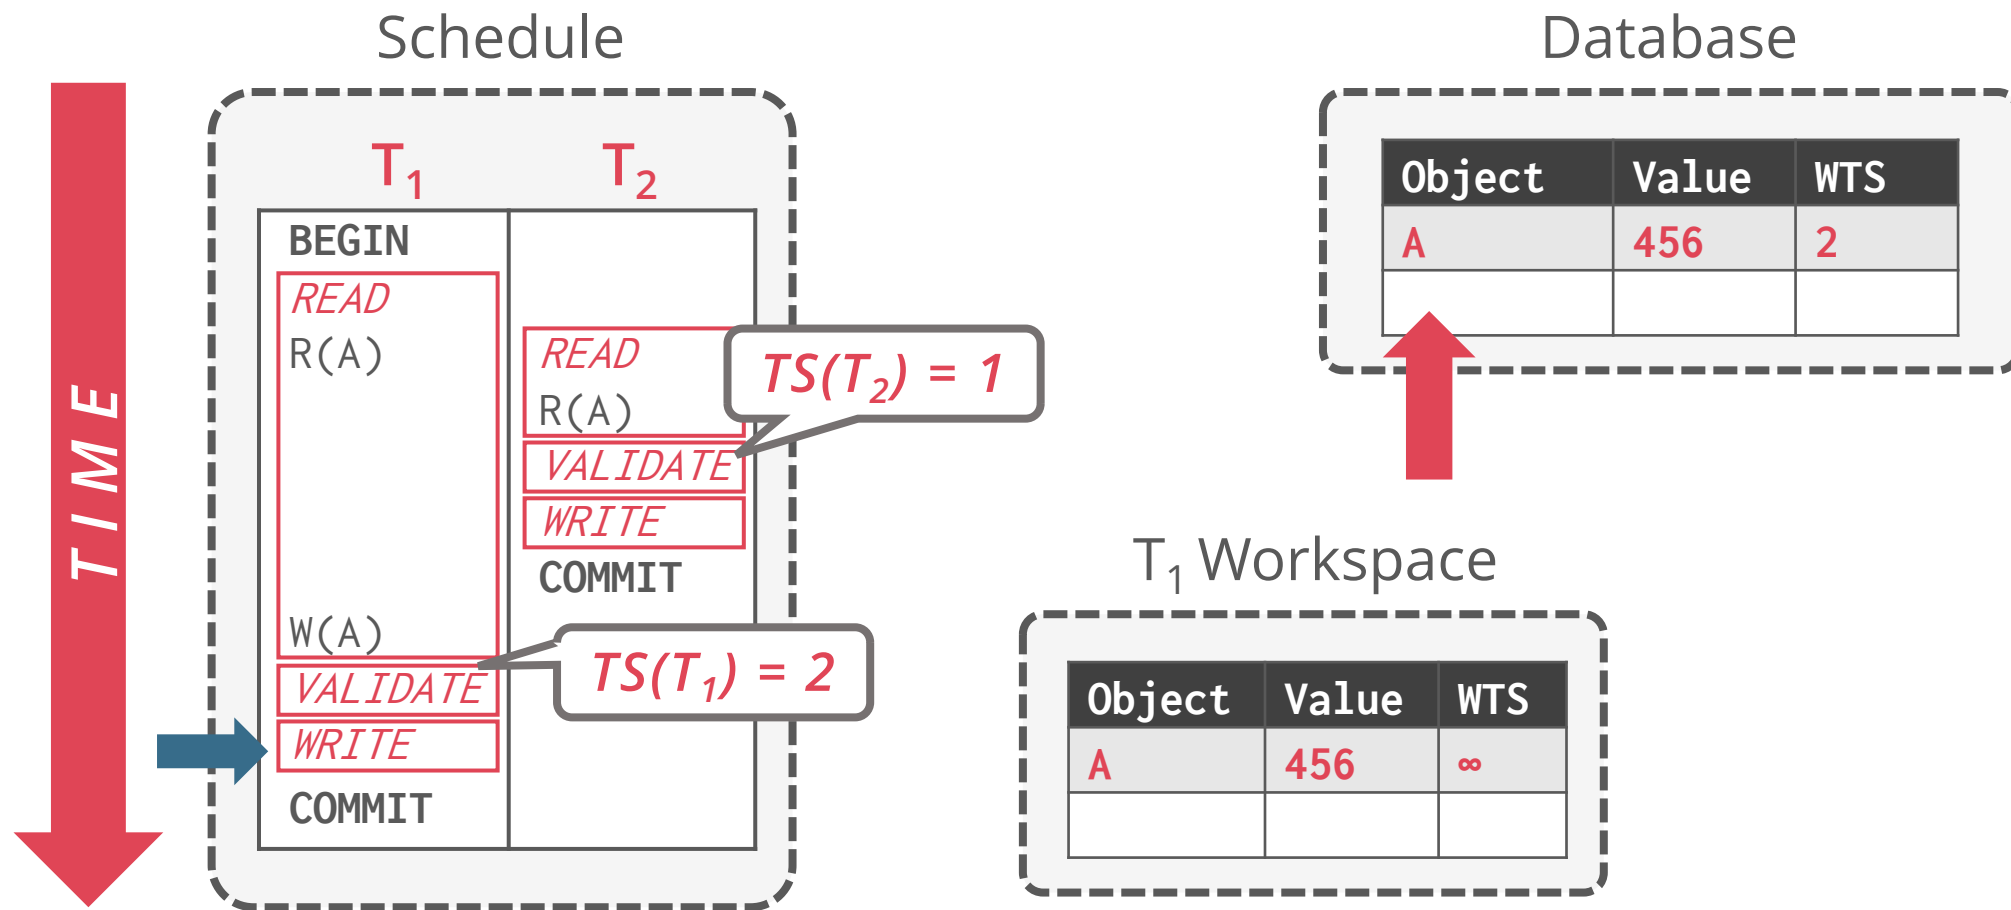 Schedule
Database
TIME
T1 T2
BEGIN
READ
R(A)
W(A)
VALIDATE
WRITE
COMMIT
READ
R(A)
VALIDATE
WRITE
COMMIT
TS(T2) = 1
TS(T1) = 2
Object Value WTS
A 456 2
T1 Workspace
Object Value WTS
A 456 ∞